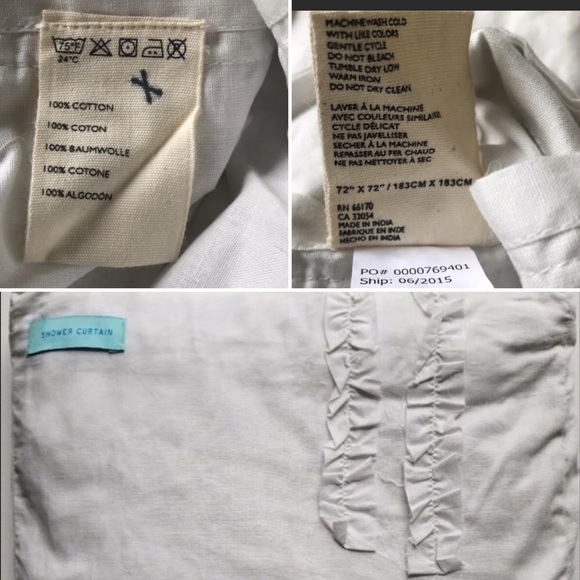 75°F
24°C
100% COTTON
100% COTON
100% BAUMWOLLE
100% COTONE
100% ALGODÓN
MACHINE WASH COLD
WITH LIKE COLORS
GENTLE CYCLE
DO NOT BLEACH
TUMBLE DRY LOW
WARM IRON
DO NOT DRY CLEAN
LAVER À LA MACHINE
AVEC COULEURS SIMILAIRES
CYCLE DÉLICAT
NE PAS JAVELLISER
SECHER À LA MACHINE
REPASSER AU FER CHAUD
NE PAS NETTOYER À SEC
72" X 72" / 183CM X 183CM
RN 66170
CA 32054
MADE IN INDIA
FABRIQUE EN INDE
HECHO EN INDIA
PO# 0000769401
Ship: 06/2015
SHOWER CURTAIN